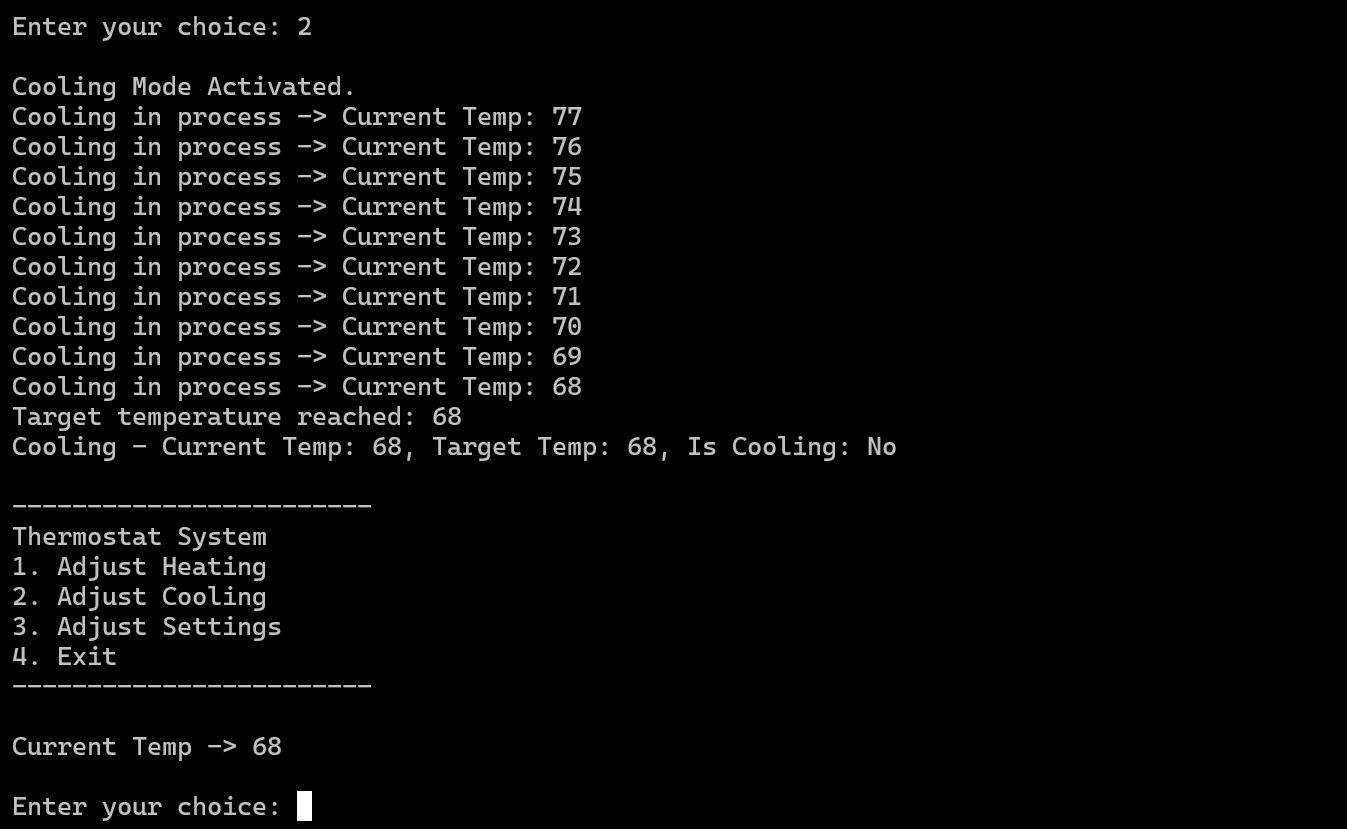 Enter your choice: 2
Cooling Mode Activated.
Cooling in process -> Current Temp: 77
Cooling in process -> Current Temp: 76
Cooling in process -> Current Temp: 75
Cooling in process -> Current Temp: 74
Cooling in process -> Current Temp: 73
Cooling in process -> Current Temp: 72
Cooling in process -> Current Temp: 71
Cooling in process -> Current Temp: 70
Cooling in process -> Current Temp: 69
Cooling in process -> Current Temp: 68
Target temperature reached: 68
Cooling - Current Temp: 68, Target Temp: 68, Is Cooling: No
------------------------
Thermostat System
1. Adjust Heating
2. Adjust Cooling
3. Adjust Settings
4. Exit
------------------------
Current Temp -> 68
Enter your choice: